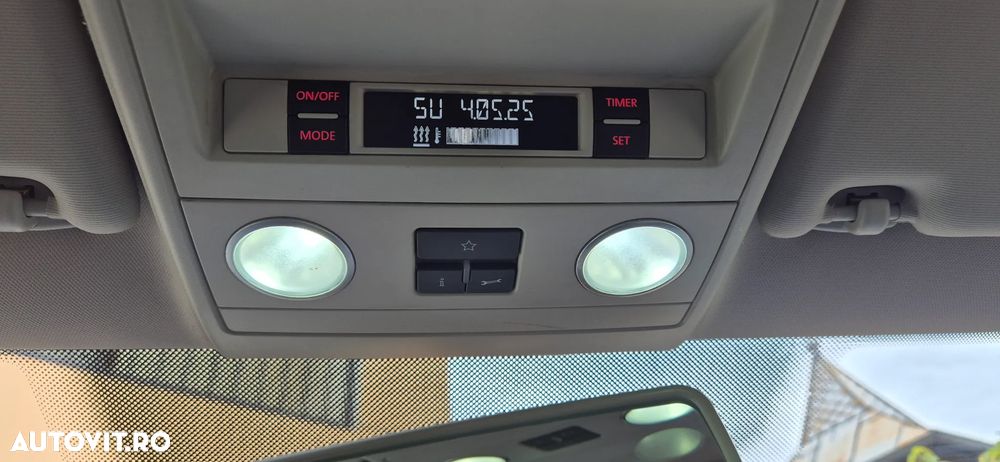 ON/OFF
SU 4.05.25
TIMER
MODE
SET
i
AUTOVIT.RO